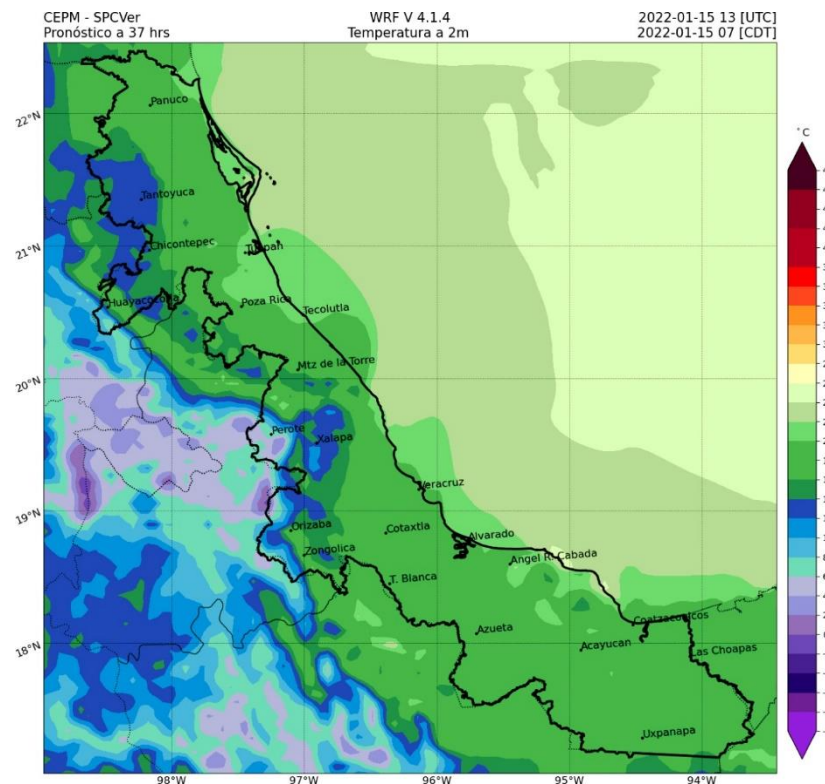 CEPM - SPCVer
Pronóstico a 37 hrs
WRF V 4.1.4
Temperatura a 2m
2022-01-15 13 [UTC]
2022-01-15 07 [CDT]
°C
22°N
21°N
20°N
19°N
18°N
98°W
97°W
96°W
95°W
94°W
Panuco
Tantoyuca
Chicontepec
Tuxpan
Huayacocotla
Poza Rica
Tecolutla
Mtz de la Torre
Perote
Xalapa
Veracruz
Orizaba
Cotaxtla
Alvarado
Zongolica
Angel R. Cabada
T. Blanca
Azueta
Coatzacoalcos
Acayucan
Las Choapas
Uxpanapa